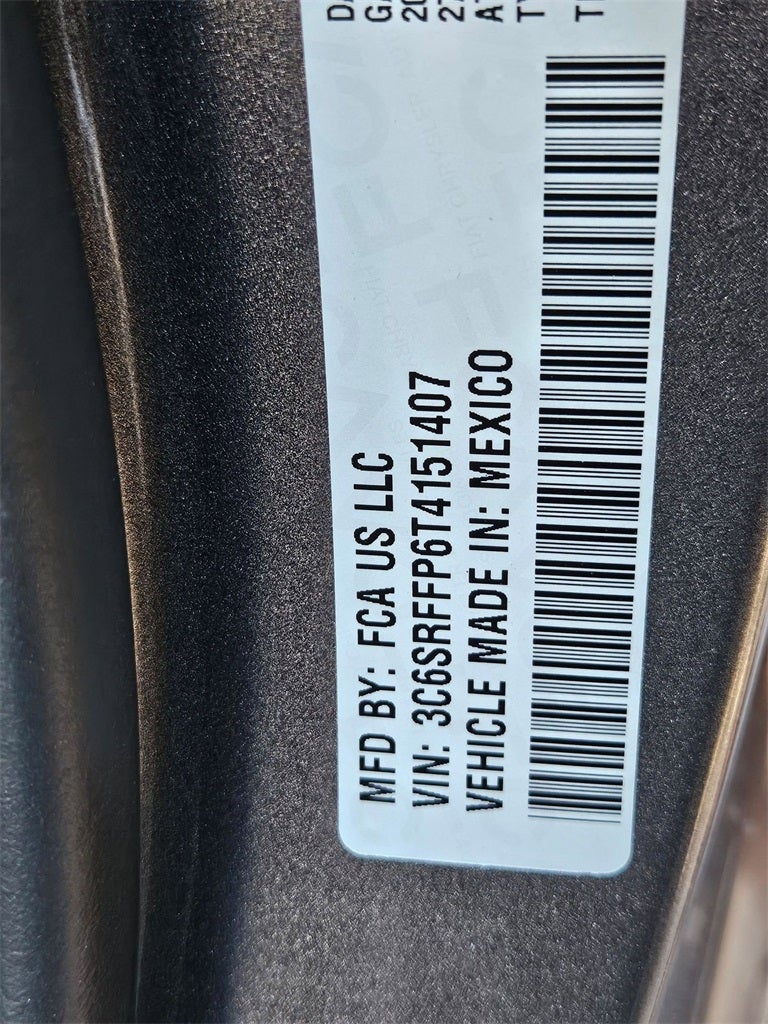 MFD BY: FCA US LLC
VIN: 3C6SRFFP6T4151407
VEHICLE MADE IN: MEXICO